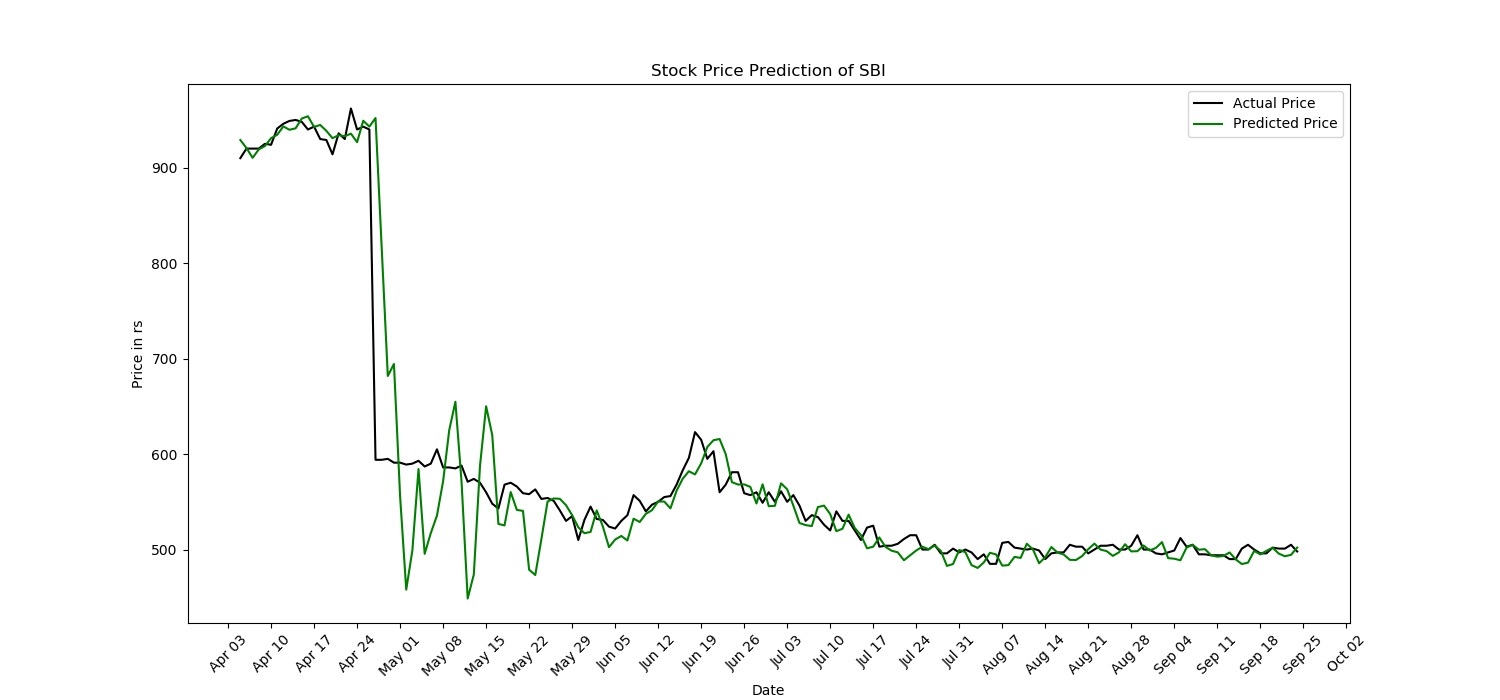 Stock Price Prediction of SBI
Actual Price
Predicted Price
Price in rs
900
800
700
600
500
Apr 03
Apr 10
Apr 17
Apr 24
May 01
May 08
May 15
May 22
May 29
Jun 05
Jun 12
Jun 19
Jun 26
Jul 03
Jul 10
Jul 17
Jul 24
Jul 31
Aug 07
Aug 14
Aug 21
Aug 28
Sep 04
Sep 11
Sep 18
Sep 25
Oct 02
Date